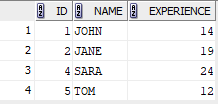 ID NAME EXPERIENCE
1 1 JOHN 14
2 2 JANE 19
3 4 SARA 24
4 5 TOM 12